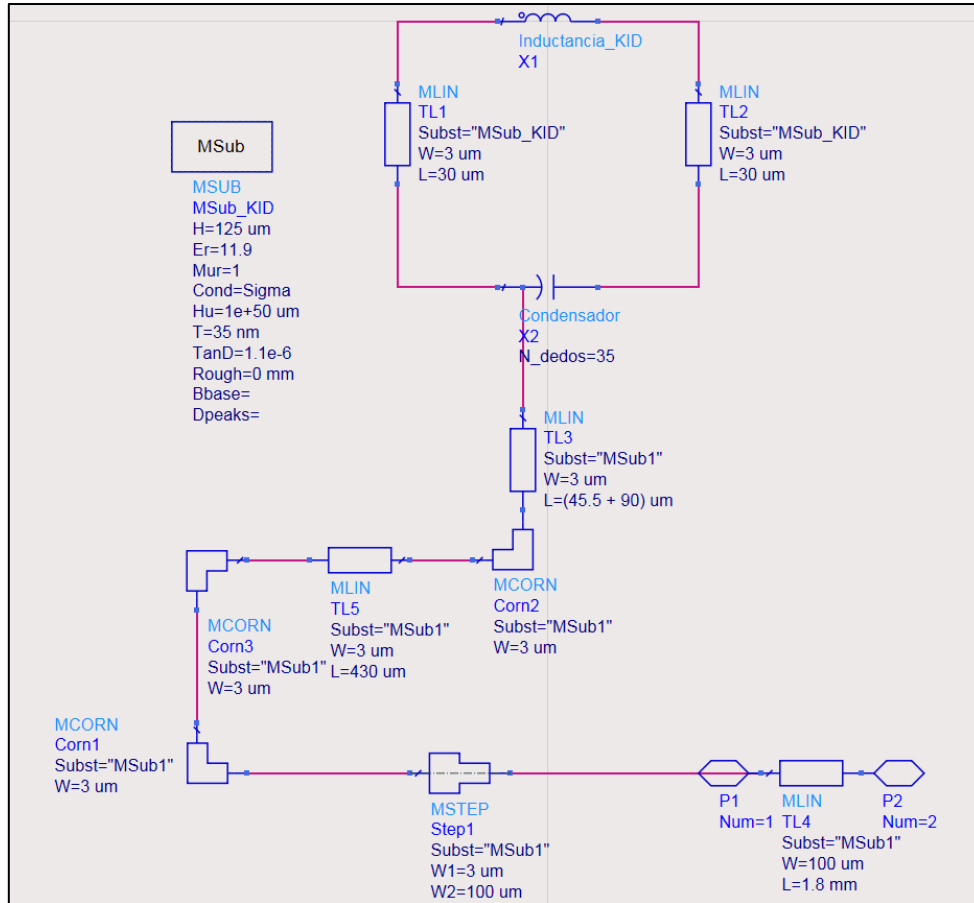 Inductancia_KID
X1
MLIN
TL1
Subst="MSub_KID"
W=3 um
L=30 um
MLIN
TL2
Subst="MSub_KID"
W=3 um
L=30 um
MSub
MSUB
MSub_KID
H=125 um
Er=11.9
Mur=1
Cond=Sigma
Hu=1e+50 um
T=35 nm
TanD=1.1e-6
Rough=0 mm
Bbase=
Dpeaks=
Condensador
X2
N_dedos=35
MLIN
TL3
Subst="MSub1"
W=3 um
L=(45.5 + 90) um
MCORN
Corn2
Subst="MSub1"
W=3 um
MLIN
TL5
Subst="MSub1"
W=3 um
L=430 um
MCORN
Corn3
Subst="MSub1"
W=3 um
MCORN
Corn1
Subst="MSub1"
W=3 um
MSTEP
Step1
Subst="MSub1"
W1=3 um
W2=100 um
P1
Num=1
MLIN
TL4
Subst="MSub1"
W=100 um
L=1.8 mm
P2
Num=2